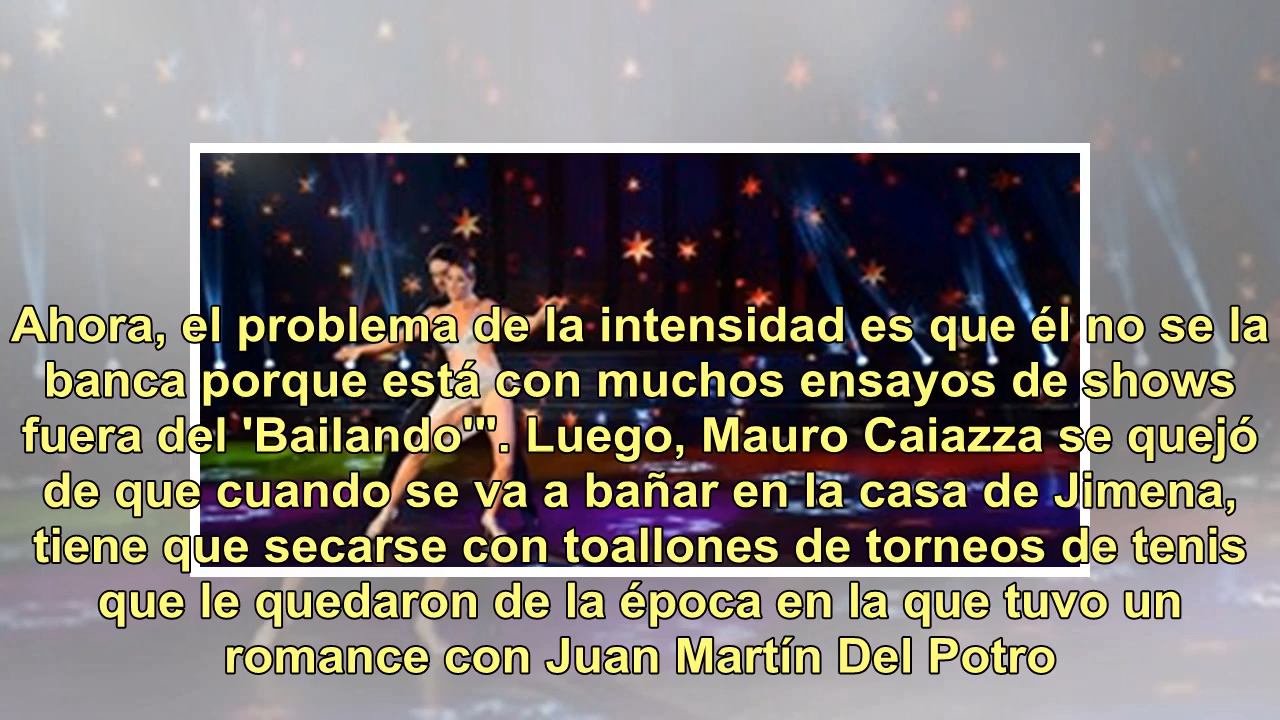 Ahora, el problema de la intensidad es que él no se la
banca porque está con muchos ensayos de shows
fuera del 'Bailando'". Luego, Mauro Caiazza se quejó
de que cuando se va a bañar en la casa de Jimena,
tiene que secarse con toallones de torneos de tenis
que le quedaron de la época en la que tuvo un
romance con Juan Martín Del Potro